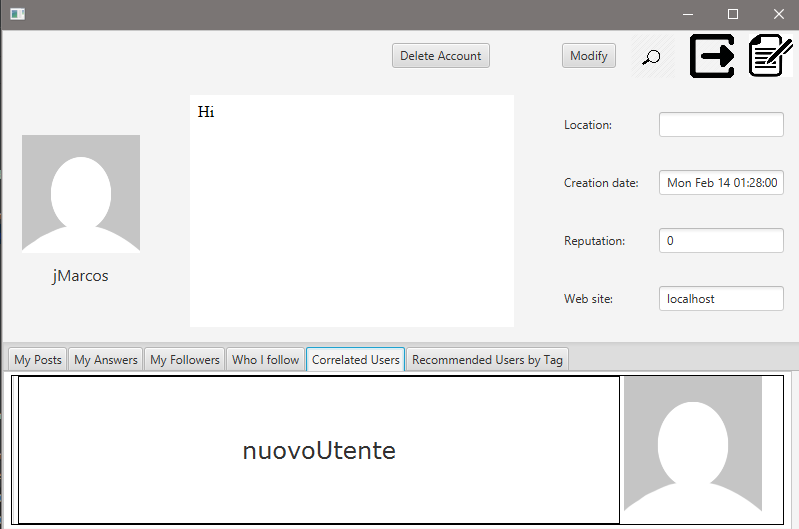 Delete Account
Modify
Hi
Location:
Creation date:
Mon Feb 14 01:28:00
Reputation:
0
jMarcos
Web site:
localhost
My Posts
My Answers
My Followers
Who I follow
Correlated Users
Recommended Users by Tag
nuovoUtente